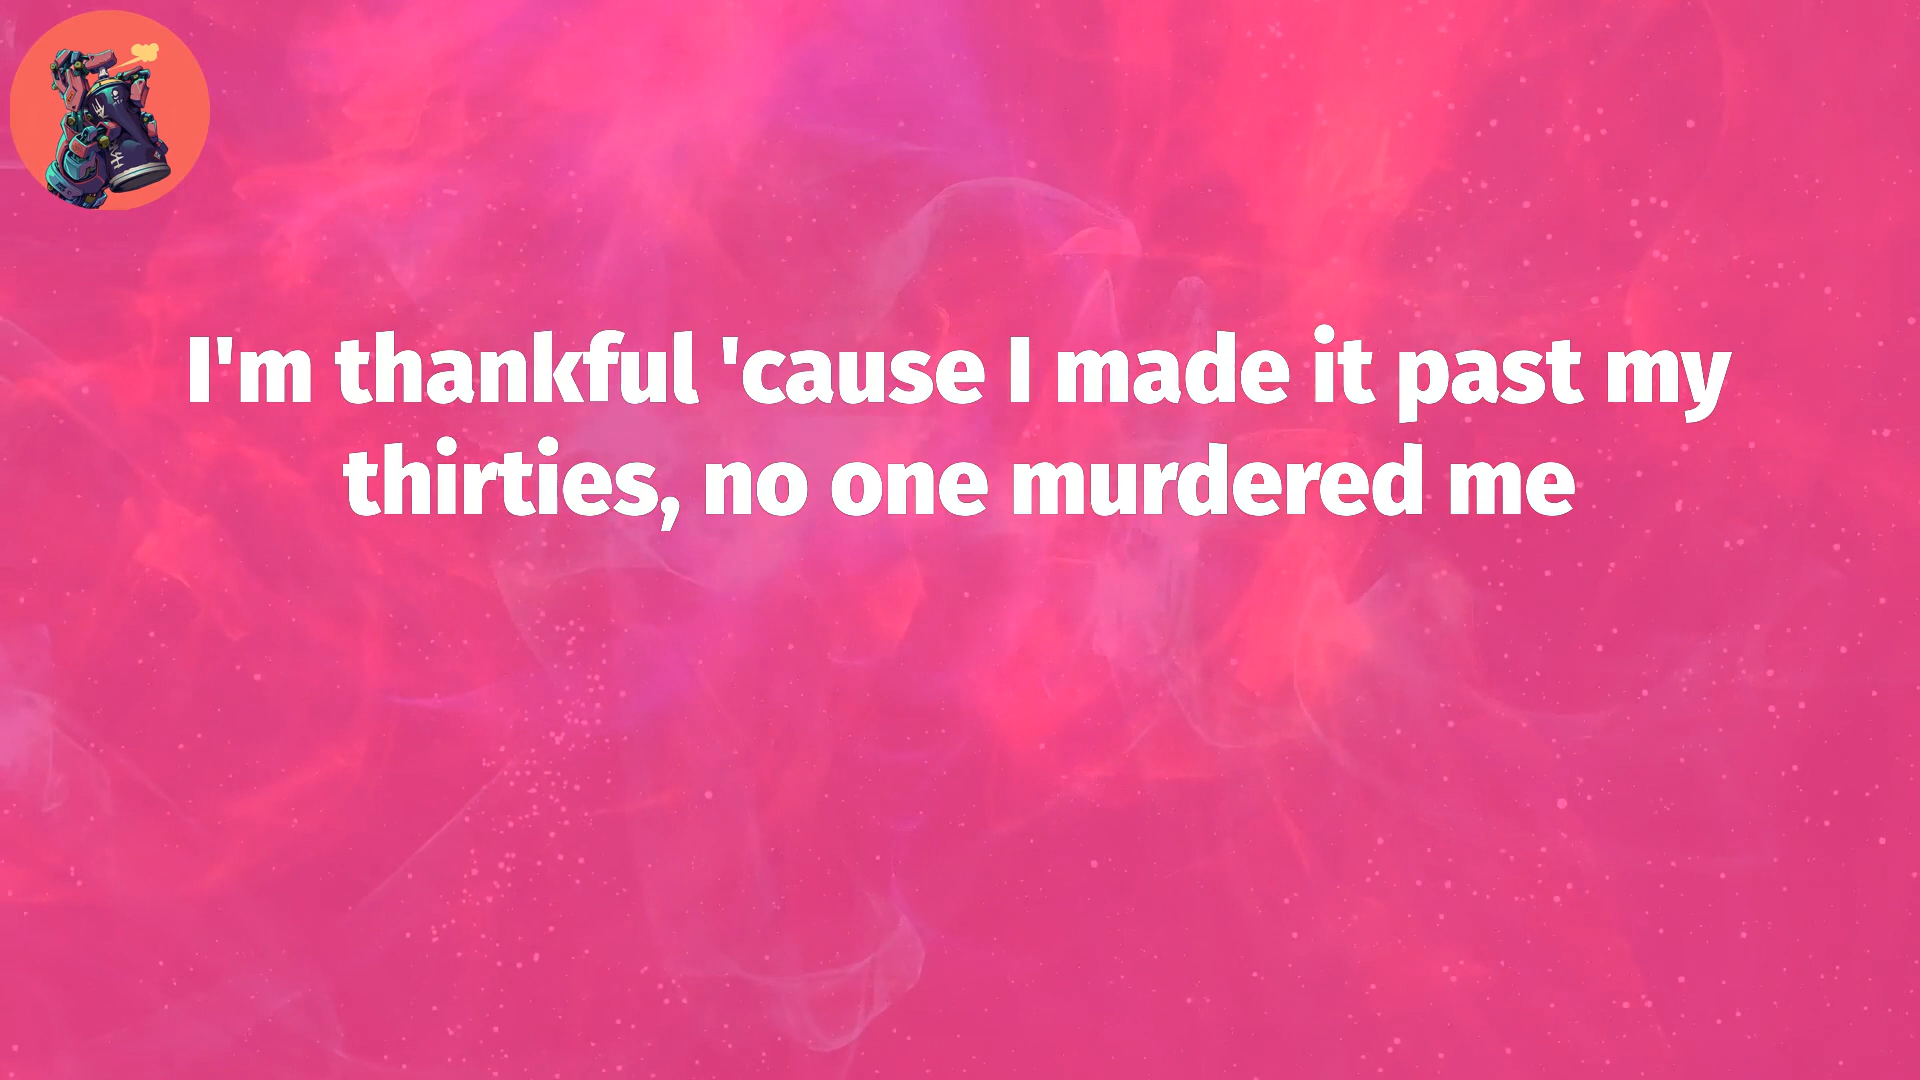 I'm thankful 'cause I made it past my
thirties, no one murdered me